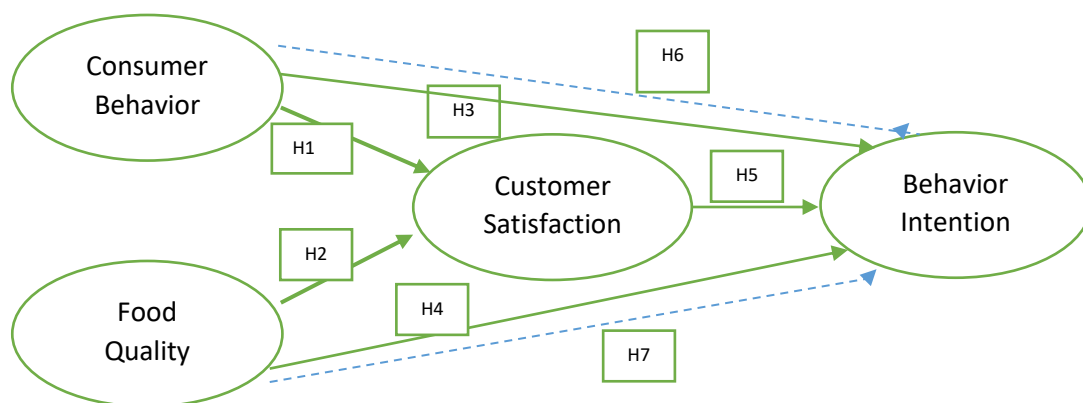 Consumer
Behavior
H6
H3
H1
Customer
Satisfaction
H5
Behavior
Intention
H2
Food
Quality
H4
H7